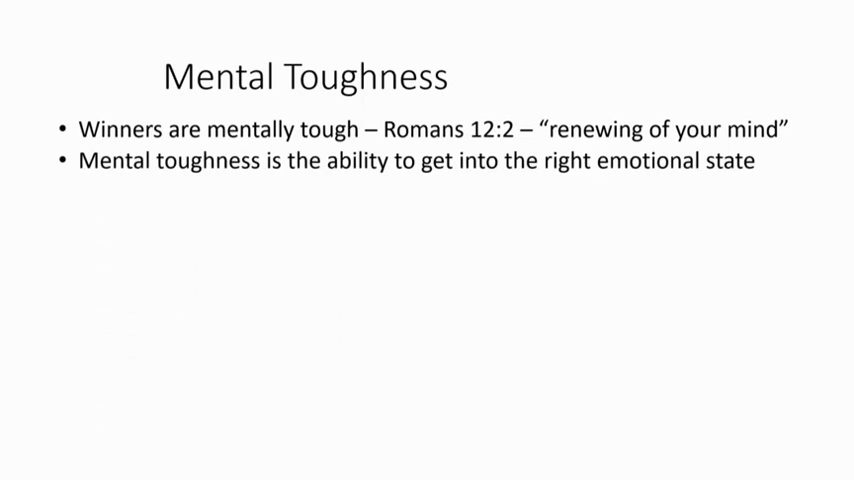 Mental Toughness
• Winners are mentally tough – Romans 12:2 – “renewing of your mind”
• Mental toughness is the ability to get into the right emotional state